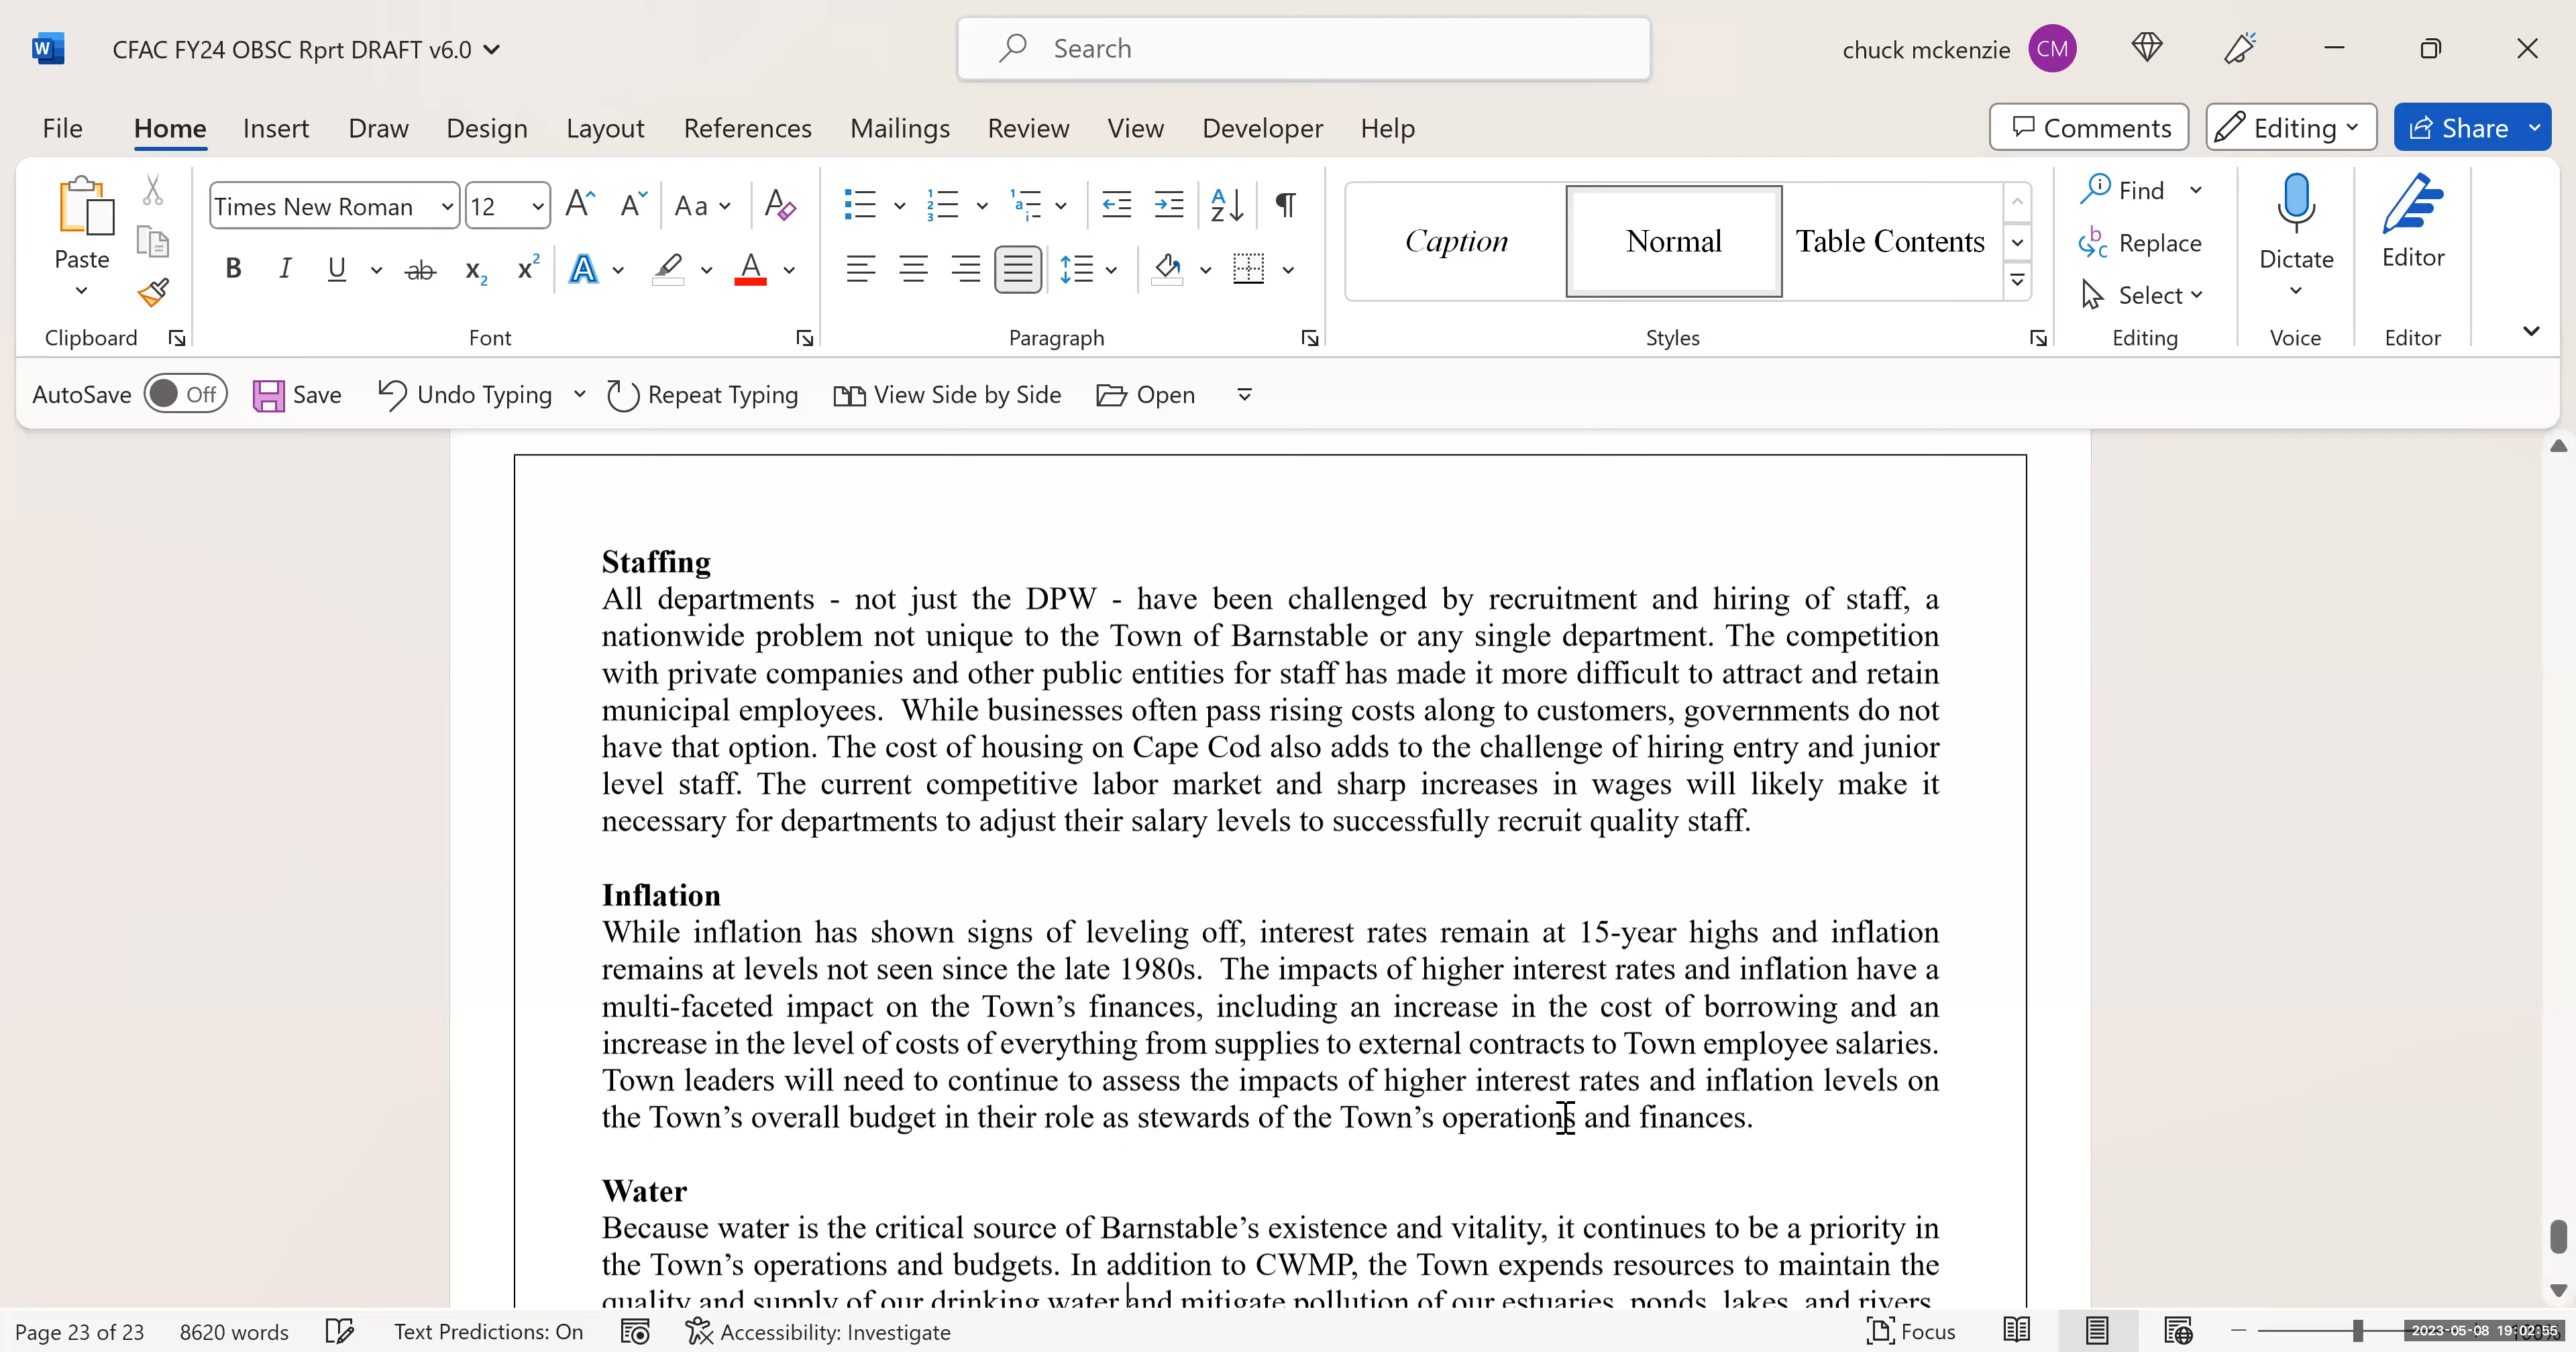 CFAC FY24 OBSC Rprt DRAFT v6.0
Search
chuck mckenzie CM
File Home Insert Draw Design Layout References Mailings Review View Developer Help
Comments Editing Share
Paste
Times New Roman 12
Caption Normal Table Contents
Find
Replace
Select
Dictate
Editor
Clipboard Font Paragraph Styles Editing Voice Editor
AutoSave Off Save Undo Typing Repeat Typing View Side by Side Open
Staffing
All departments - not just the DPW - have been challenged by recruitment and hiring of staff, a
nationwide problem not unique to the Town of Barnstable or any single department. The competition
with private companies and other public entities for staff has made it more difficult to attract and retain
municipal employees. While businesses often pass rising costs along to customers, governments do not
have that option. The cost of housing on Cape Cod also adds to the challenge of hiring entry and junior
level staff. The current competitive labor market and sharp increases in wages will likely make it
necessary for departments to adjust their salary levels to successfully recruit quality staff.
Inflation
While inflation has shown signs of leveling off, interest rates remain at 15-year highs and inflation
remains at levels not seen since the late 1980s. The impacts of higher interest rates and inflation have a
multi-faceted impact on the Town’s finances, including an increase in the cost of borrowing and an
increase in the level of costs of everything from supplies to external contracts to Town employee salaries.
Town leaders will need to continue to assess the impacts of higher interest rates and inflation levels on
the Town’s overall budget in their role as stewards of the Town’s operations and finances.
Water
Because water is the critical source of Barnstable’s existence and vitality, it continues to be a priority in
the Town’s operations and budgets. In addition to CWMP, the Town expends resources to maintain the
quality and supply of our drinking water and mitigate pollution of our estuaries, ponds, lakes, and rivers.
Page 23 of 23 8620 words Text Predictions: On Accessibility: Investigate Focus
2023-05-08 19:02:55